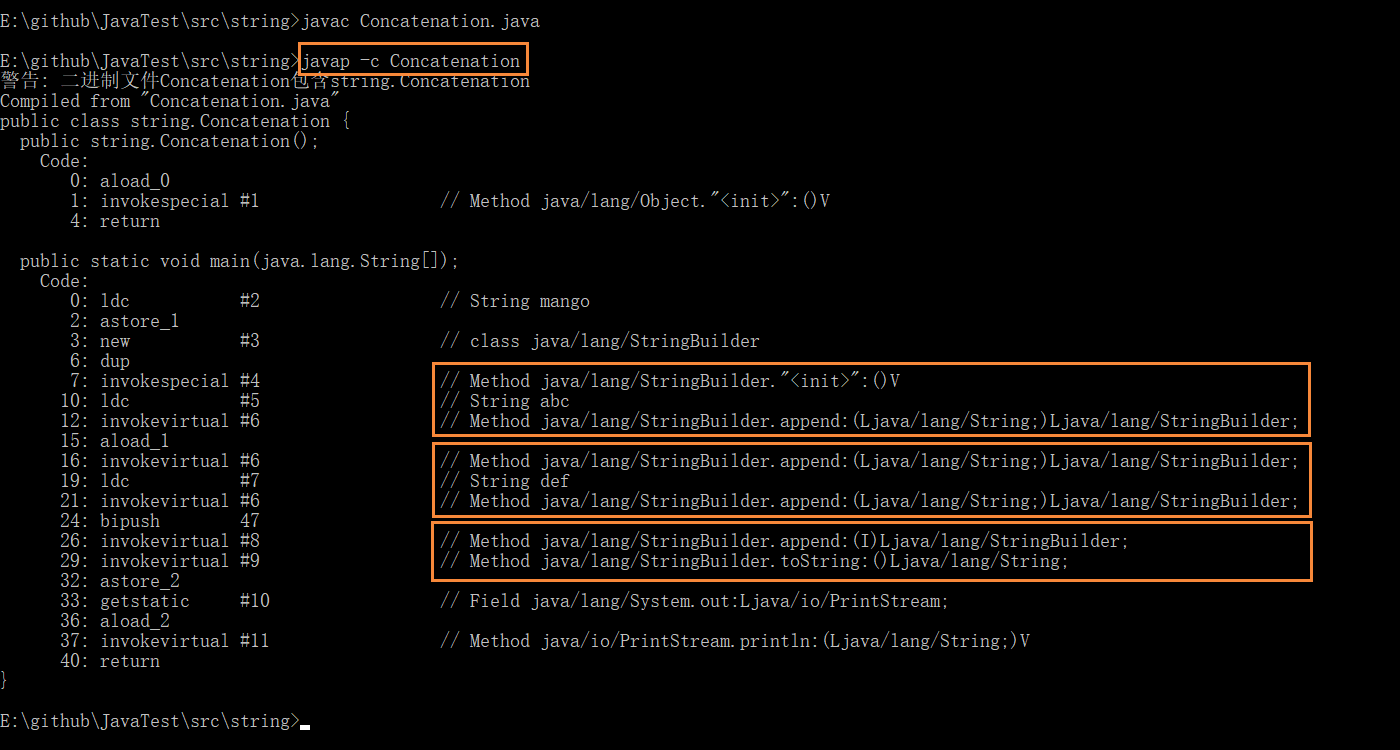 E:\github\JavaTest\src\string>javac Concatenation.java
E:\github\JavaTest\src\string>javap -c Concatenation
警告: 二进制文件Concatenation包含string.Concatenation
Compiled from "Concatenation.java"
public class string.Concatenation {
  public string.Concatenation();
    Code:
       0: aload_0
       1: invokespecial #1                  // Method java/lang/Object."<init>":()V
       4: return
  public static void main(java.lang.String[]);
    Code:
       0: ldc           #2                  // String mango
       2: astore_1
       3: new           #3                  // class java/lang/StringBuilder
       6: dup
       7: invokespecial #4                  // Method java/lang/StringBuilder."<init>":()V
      10: ldc           #5                  // String abc
      12: invokevirtual #6                  // Method java/lang/StringBuilder.append:(Ljava/lang/String;)Ljava/lang/StringBuilder;
      15: aload_1
      16: invokevirtual #6                  // Method java/lang/StringBuilder.append:(Ljava/lang/String;)Ljava/lang/StringBuilder;
      19: ldc           #7                  // String def
      21: invokevirtual #6                  // Method java/lang/StringBuilder.append:(Ljava/lang/String;)Ljava/lang/StringBuilder;
      24: bipush        47
      26: invokevirtual #8                  // Method java/lang/StringBuilder.append:(I)Ljava/lang/StringBuilder;
      29: invokevirtual #9                  // Method java/lang/StringBuilder.toString:()Ljava/lang/String;
      32: astore_2
      33: getstatic     #10                 // Field java/lang/System.out:Ljava/io/PrintStream;
      36: aload_2
      37: invokevirtual #11                 // Method java/io/PrintStream.println:(Ljava/lang/String;)V
      40: return
}
E:\github\JavaTest\src\string>